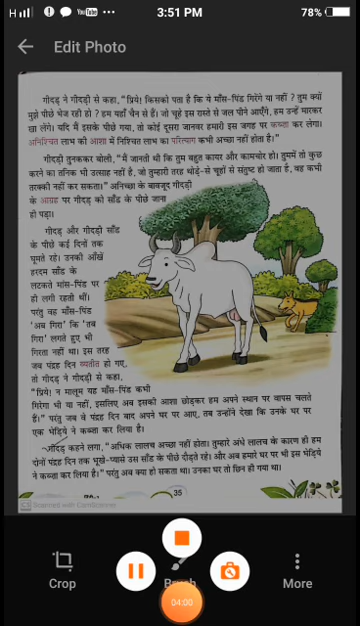 3:51 PM
78%
Edit Photo
गीदड़ ने गीदड़ी से कहा, "प्रिये! किसको पता है कि ये माँस-पिंड गिरेंगे या नहीं? तुम क्यों
मुझे पीछे भेज रही हो? हम यहाँ चैन से हैं। जो चूहे इस रास्ते से जल पीने आएँगे, हम उन्हें मारकर
खा लेंगे। यदि मैं इसके पीछे गया, तो कोई दूसरा जानवर हमारी इस जगह पर कब्जा कर लेगा।
अनिश्चित लाभ की आशा में निश्चित लाभ का परित्याग कभी अच्छा नहीं होता है।"
गीदड़ी तुनककर बोली, "मैं जानती थी कि तुम बहुत कायर और कामचोर हो। तुममें तो कुछ
करने का तनिक भी उत्साह नहीं है, जो तुम्हारी तरह थोड़े-से चूहों से संतुष्ट हो जाता है, वह कभी
तरक्की नहीं कर सकता।" अनिच्छा के बावजूद गीदड़ी
के आग्रह पर गीदड़ को साँड के पीछे जाना
ही पड़ा।
गीदड़ और गीदड़ी साँड
के पीछे कई दिनों तक
घूमते रहे। उनकी आँखें
हरदम साँड के
लटकते मांस-पिंड पर
ही लगी रहती थीं।
परंतु वह माँस-पिंड
'अब गिरा' कि 'तब
गिरा' लगते हुए भी
गिरता नहीं था। इस तरह
जब पंद्रह दिन व्यतीत हो गए,
तो गीदड़ ने गीदड़ी से कहा,
"प्रिये! न मालूम यह माँस-पिंड कभी
गिरेगा भी या नहीं, इसलिए अब इसकी आशा छोड़कर हम अपने स्थान पर वापस चलते
हैं।" परंतु जब वे पंद्रह दिन बाद अपने घर पर आए, तब उन्होंने देखा कि उनके घर पर
एक भेड़िये ने कब्जा कर लिया है।
गीदड़ कहने लगा, "अधिक लालच अच्छा नहीं होता। तुम्हारे अंधे लालच के कारण ही हम
दोनों पंद्रह दिन तक भूखे-प्यासे उस साँड के पीछे दौड़ते रहे। और अब हमारे घर पर भी इस भेड़िये
ने कब्जा कर लिया है।" परंतु अब क्या हो सकता था। उनका घर तो छिन ही गया था।
35
CS Scanned with CamScanner
Crop
More
04:00